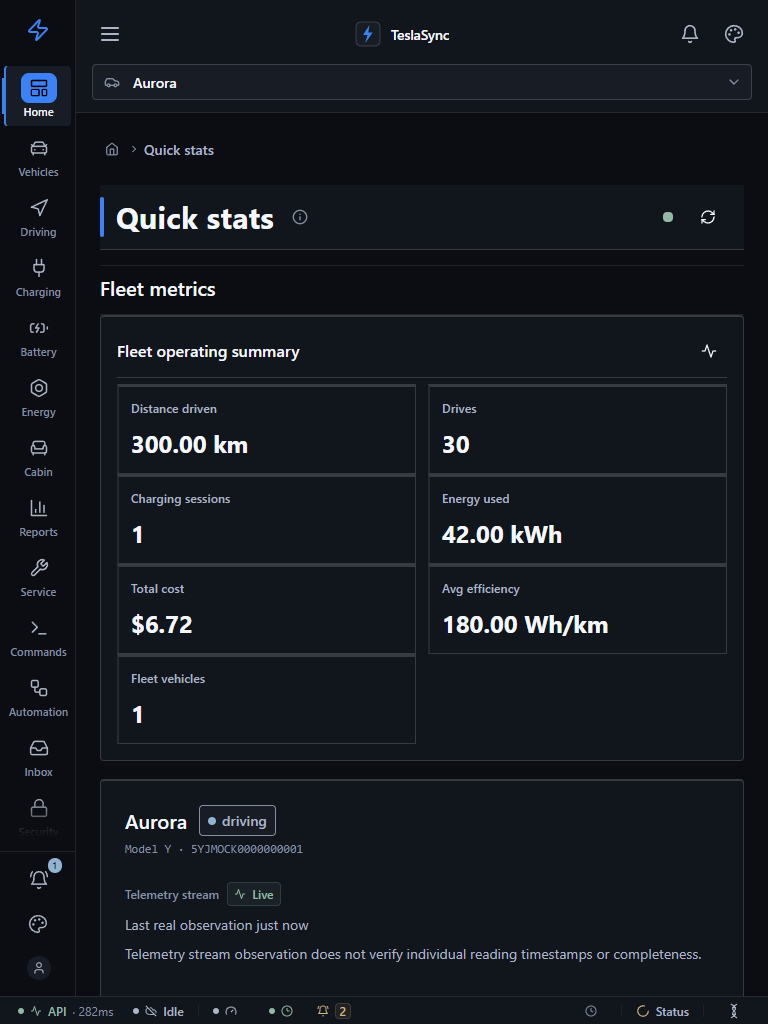 TeslaSync
Aurora
Home
Vehicles
Driving
Charging
Battery
Energy
Cabin
Reports
Service
Commands
Automation
Inbox
Security
1
Quick stats
Quick stats
Fleet metrics
Fleet operating summary
Distance driven
300.00 km
Drives
30
Charging sessions
1
Energy used
42.00 kWh
Total cost
$6.72
Avg efficiency
180.00 Wh/km
Fleet vehicles
1
Aurora
driving
Model Y · 5YJMOCK0000000001
Telemetry stream
Live
Last real observation just now
Telemetry stream observation does not verify individual reading timestamps or completeness.
API · 282ms
Idle
2
Status